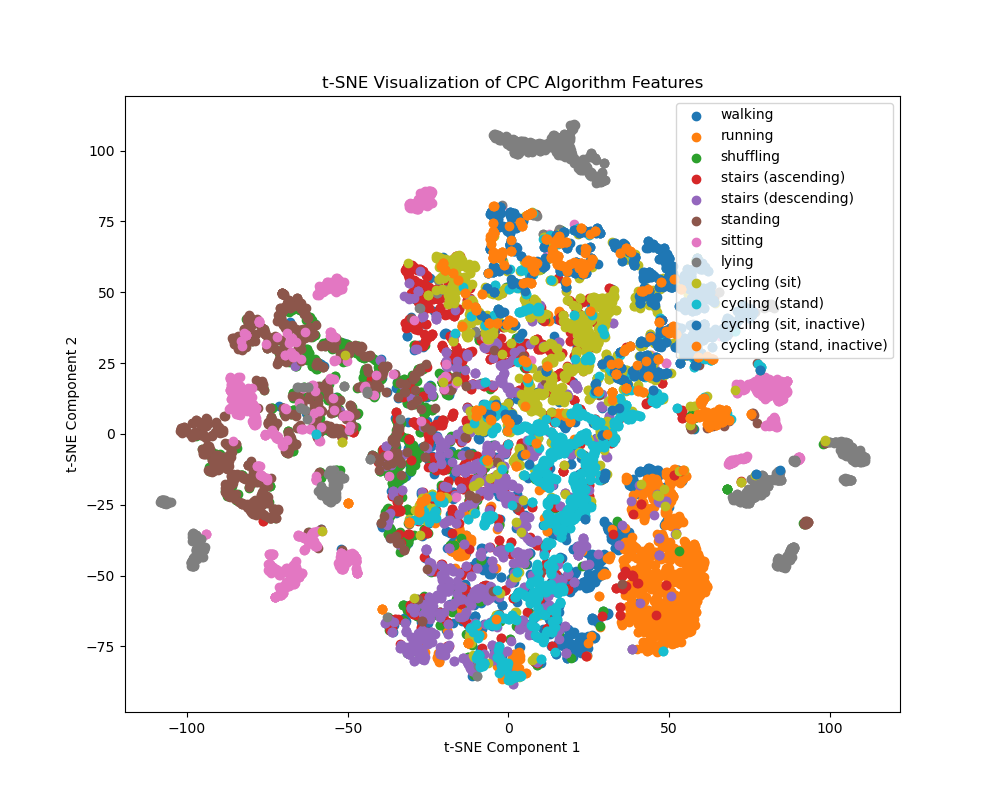 t-SNE Visualization of CPC Algorithm Features
walking
running
shuffling
stairs (ascending)
stairs (descending)
standing
sitting
lying
cycling (sit)
cycling (stand)
cycling (sit, inactive)
cycling (stand, inactive)
t-SNE Component 2
100
75
50
25
0
−25
−50
−75
−100
−50
0
50
100
t-SNE Component 1